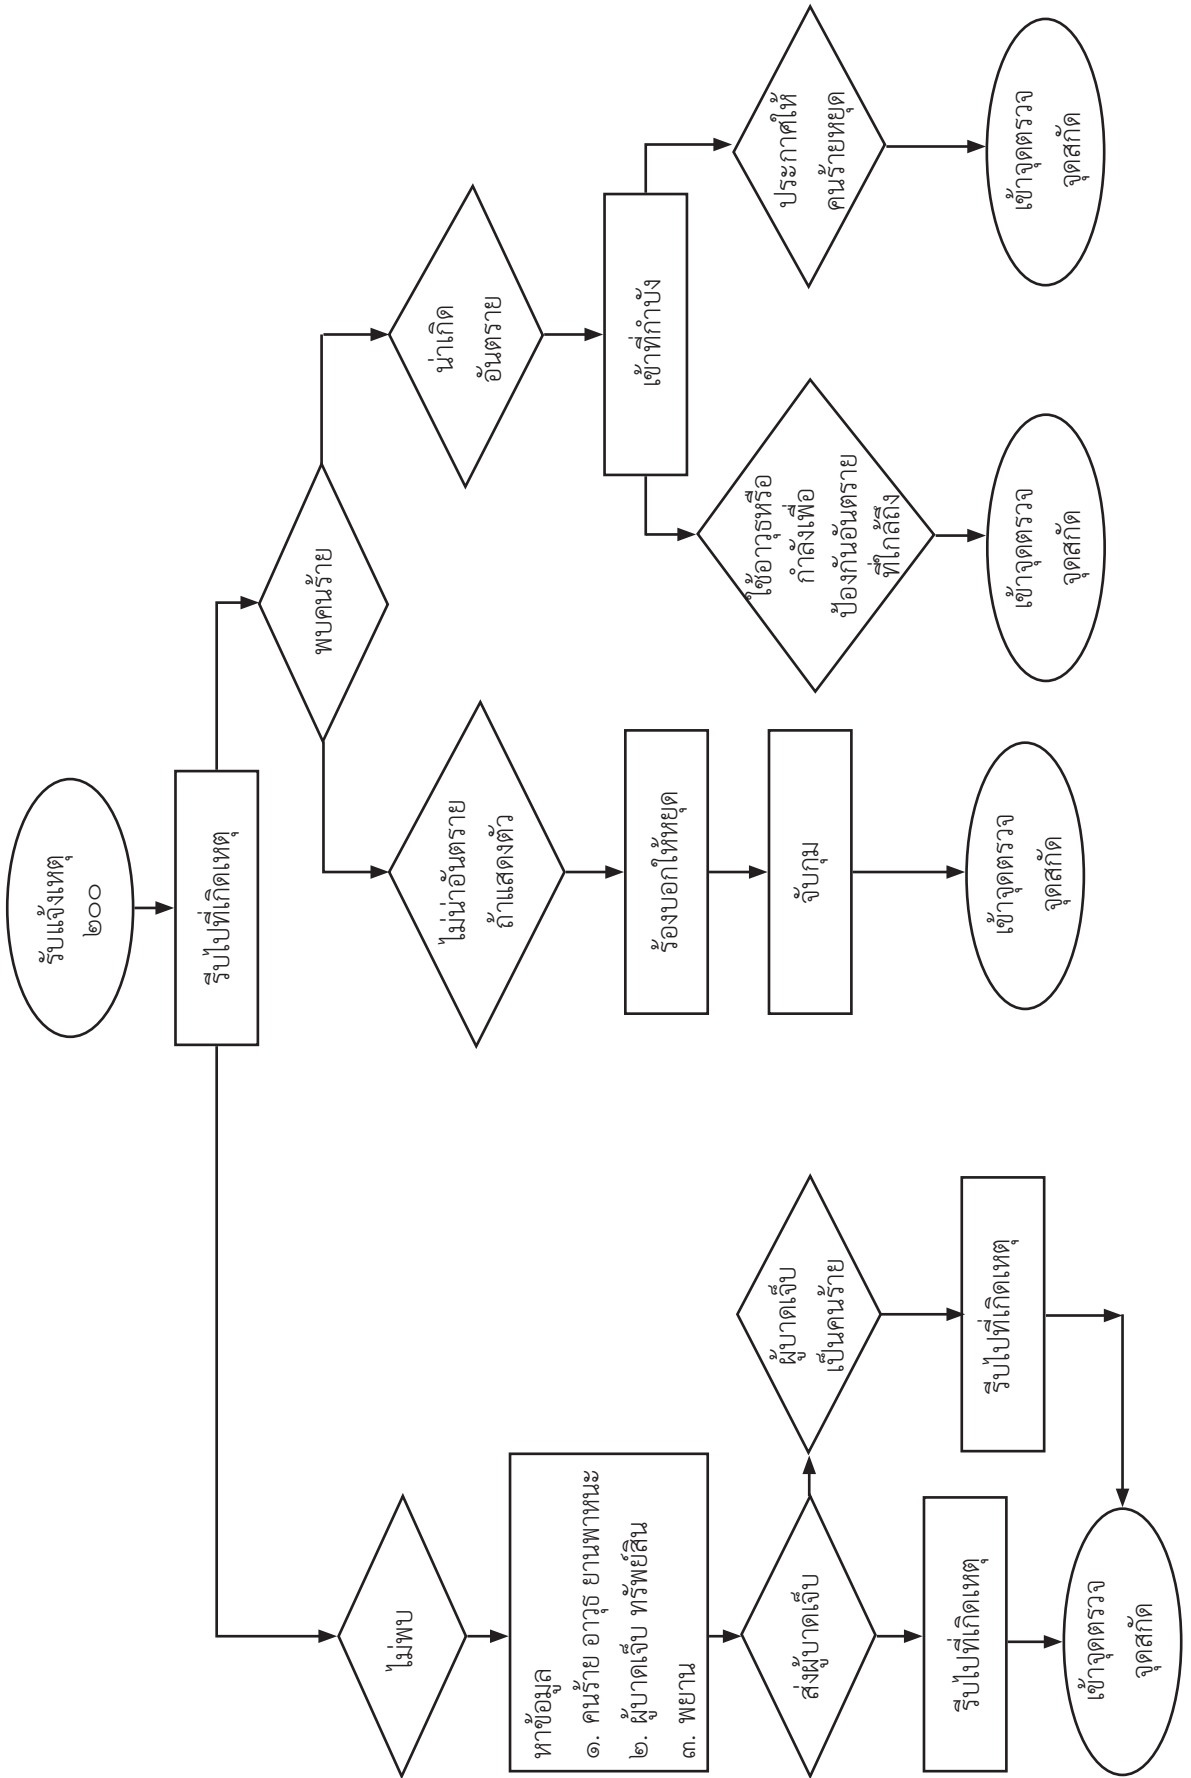 รับแจ้งเหตุ
๒๐๐
รีบไปที่เกิดเหตุ
ไม่พบ
หาข้อมูล
๑. คนร้าย อาวุธ ยานพาหนะ
๒. ผู้บาดเจ็บ ทรัพย์สิน
๓. พยาน
ส่งผู้บาดเจ็บ
รีบไปที่เกิดเหตุ
เข้าจุดตรวจ
จุดสกัด
ผู้บาดเจ็บ
เป็นคนร้าย
รีบไปที่เกิดเหตุ
พบคนร้าย
ไม่น่าอันตราย
ถ้าแสดงตัว
ร้องบอกให้หยุด
จับกุม
เข้าจุดตรวจ
จุดสกัด
น่าเกิด
อันตราย
เข้าที่กำบัง
ใช้อาวุธหรือ
กำลังเพื่อ
ป้องกันอันตราย
ที่ใกล้ถึง
เข้าจุดตรวจ
จุดสกัด
ประกาศให้
คนร้ายหยุด
เข้าจุดตรวจ
จุดสกัด